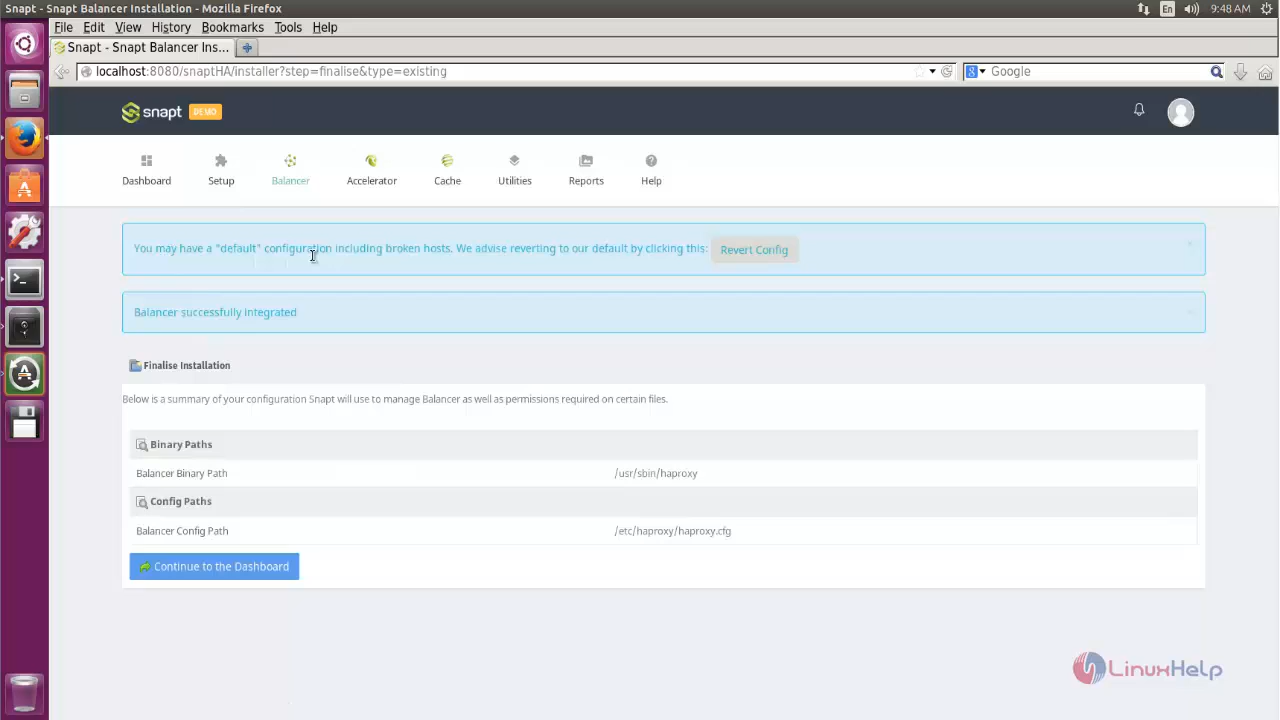 Snapt - Snapt Balancer Installation - Mozilla Firefox
En
9:48 AM
File Edit View History Bookmarks Tools Help
Snapt - Snapt Balancer Ins...
localhost:8080/snaptHA/installer?step=finalise&type=existing
Google
snapt DEMO
Dashboard Setup Balancer Accelerator Cache Utilities Reports Help
You may have a "default" configuration including broken hosts. We advise reverting to our default by clicking this: Revert Config
Balancer successfully integrated
Finalise Installation
Below is a summary of your configuration Snapt will use to manage Balancer as well as permissions required on certain files.
Binary Paths
Balancer Binary Path /usr/sbin/haproxy
Config Paths
Balancer Config Path /etc/haproxy/haproxy.cfg
Continue to the Dashboard
LinuxHelp